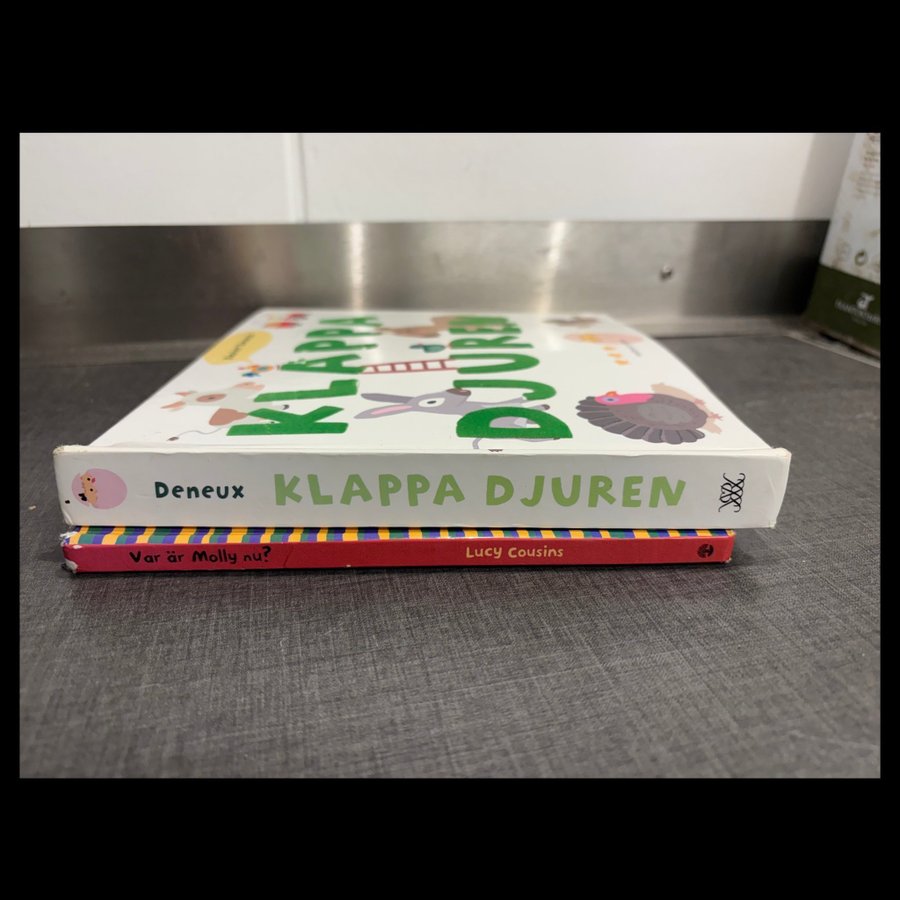 KLAPPA
DJUREN
Deneux KLAPPA DJUREN
Var är Molly nu? Lucy Cousins